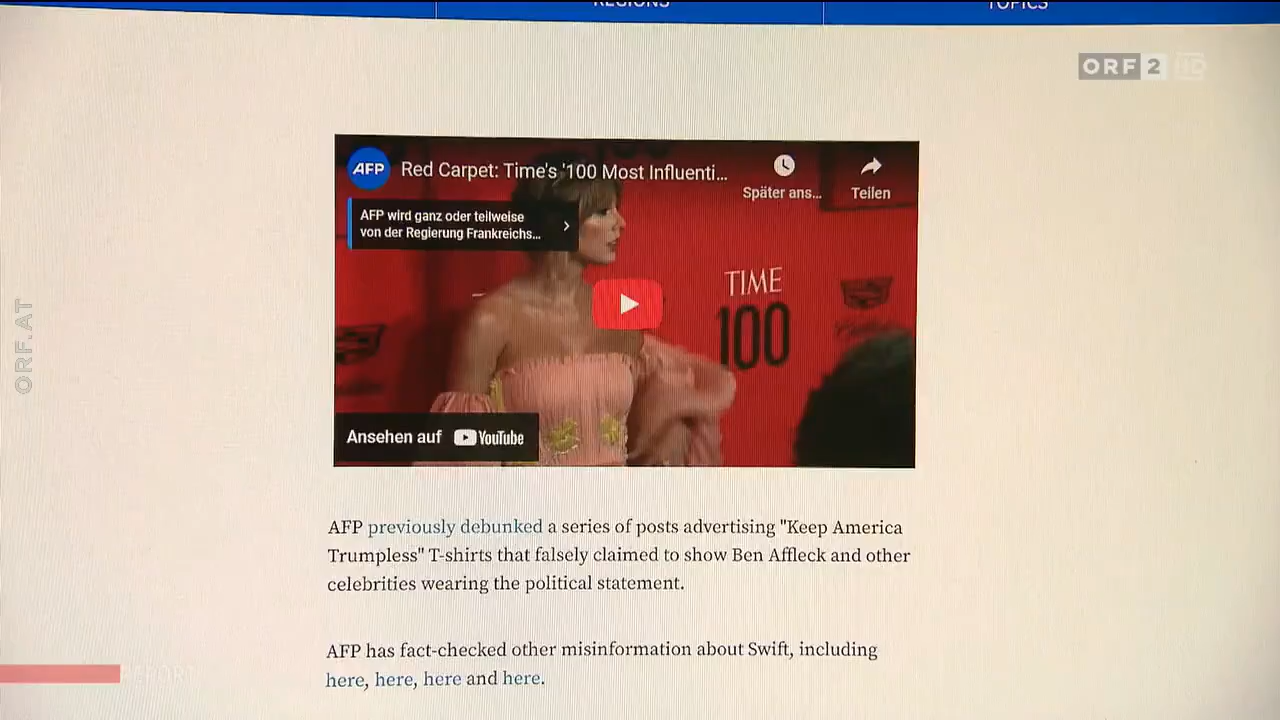 REGIONS
TOPICS
ORF 2 HD
AFP
Red Carpet: Time's '100 Most Influenti...
Später ans...
Teilen
AFP wird ganz oder teilweise
von der Regierung Frankreichs...
TIME
100
Ansehen auf YouTube
ORF.AT
AFP previously debunked a series of posts advertising "Keep America
Trumpless" T-shirts that falsely claimed to show Ben Affleck and other
celebrities wearing the political statement.
AFP has fact-checked other misinformation about Swift, including
here, here, here and here.